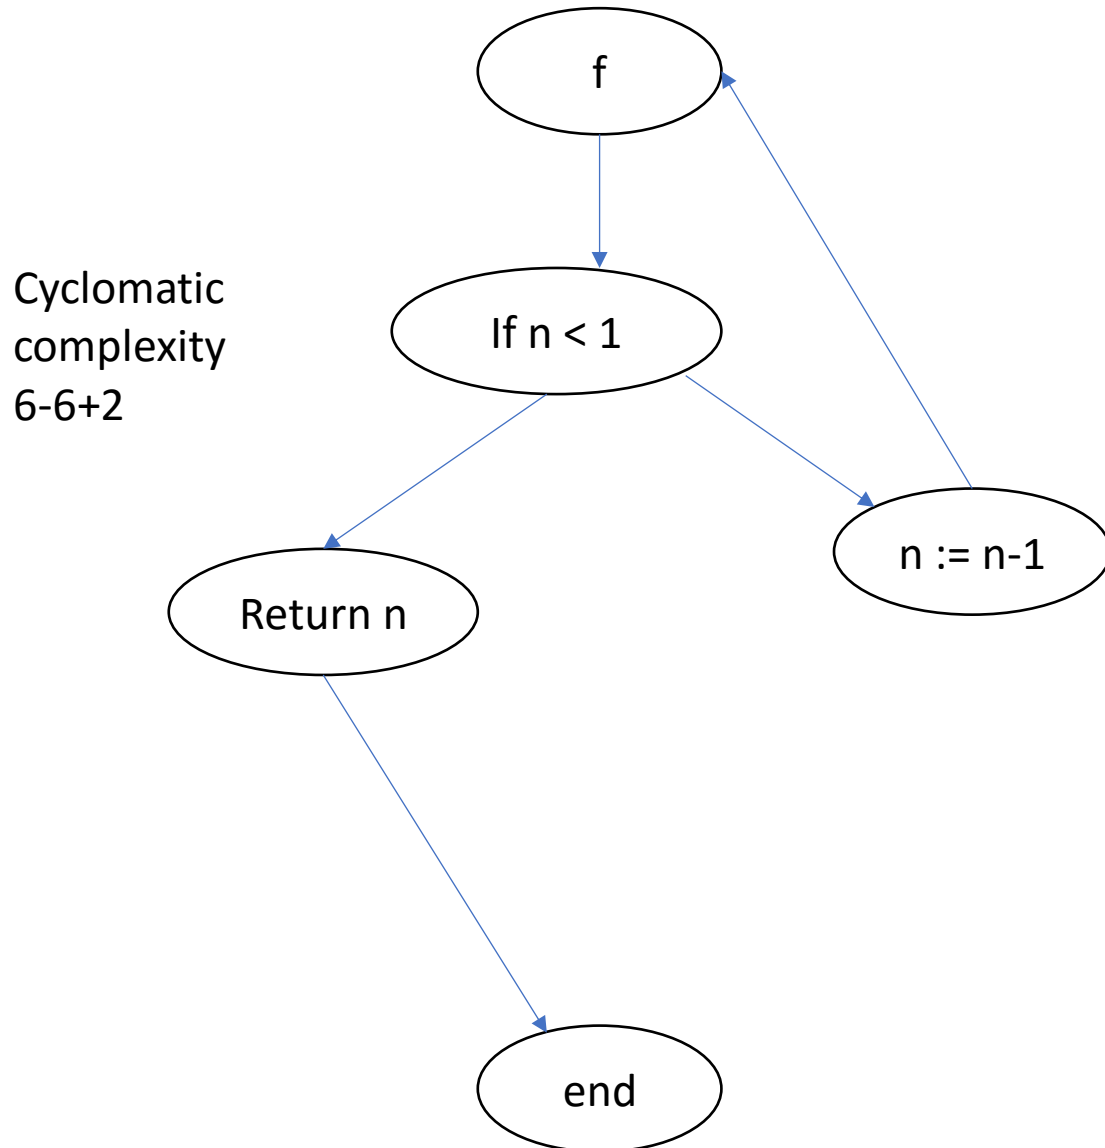 f
Cyclomatic
complexity
6-6+2
If n < 1
n := n-1
Return n
end